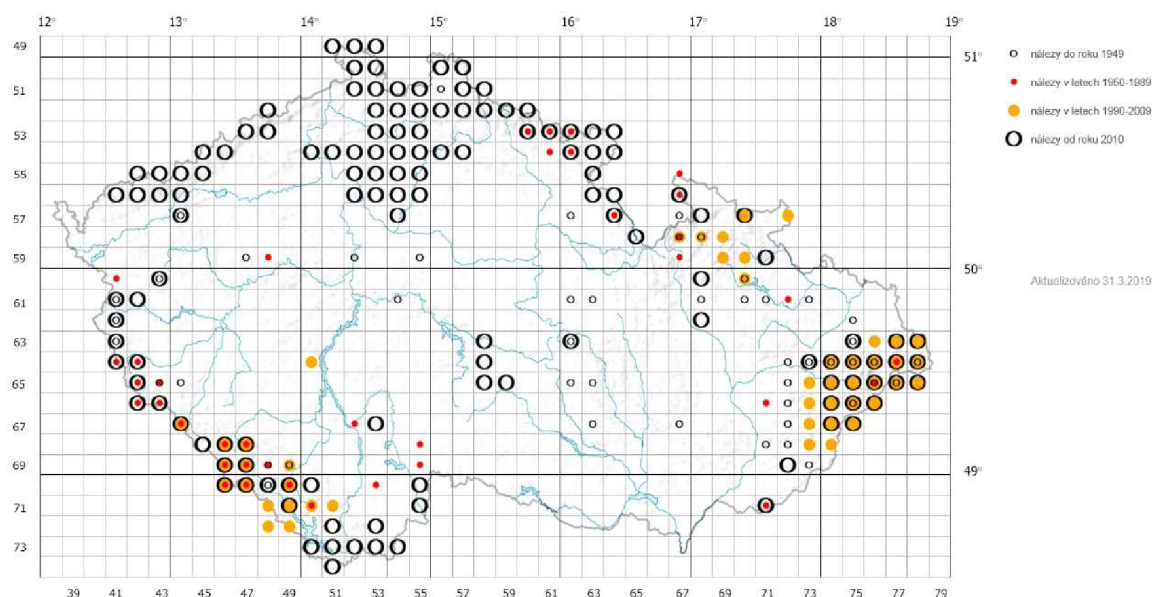 12° 13° 14° 15° 16° 17° 18° 19°
49 51°
nálezy do roku 1949
51
nálezy v letech 1950-1989
nálezy v letech 1990-2009
53
nálezy od roku 2010
55
57
59 50°
Aktualizováno 31.3.2019
61
63
65
67
69 49°
71
73
39 41 43 45 47 49 51 53 55 57 59 61 63 65 67 69 71 73 75 77 79